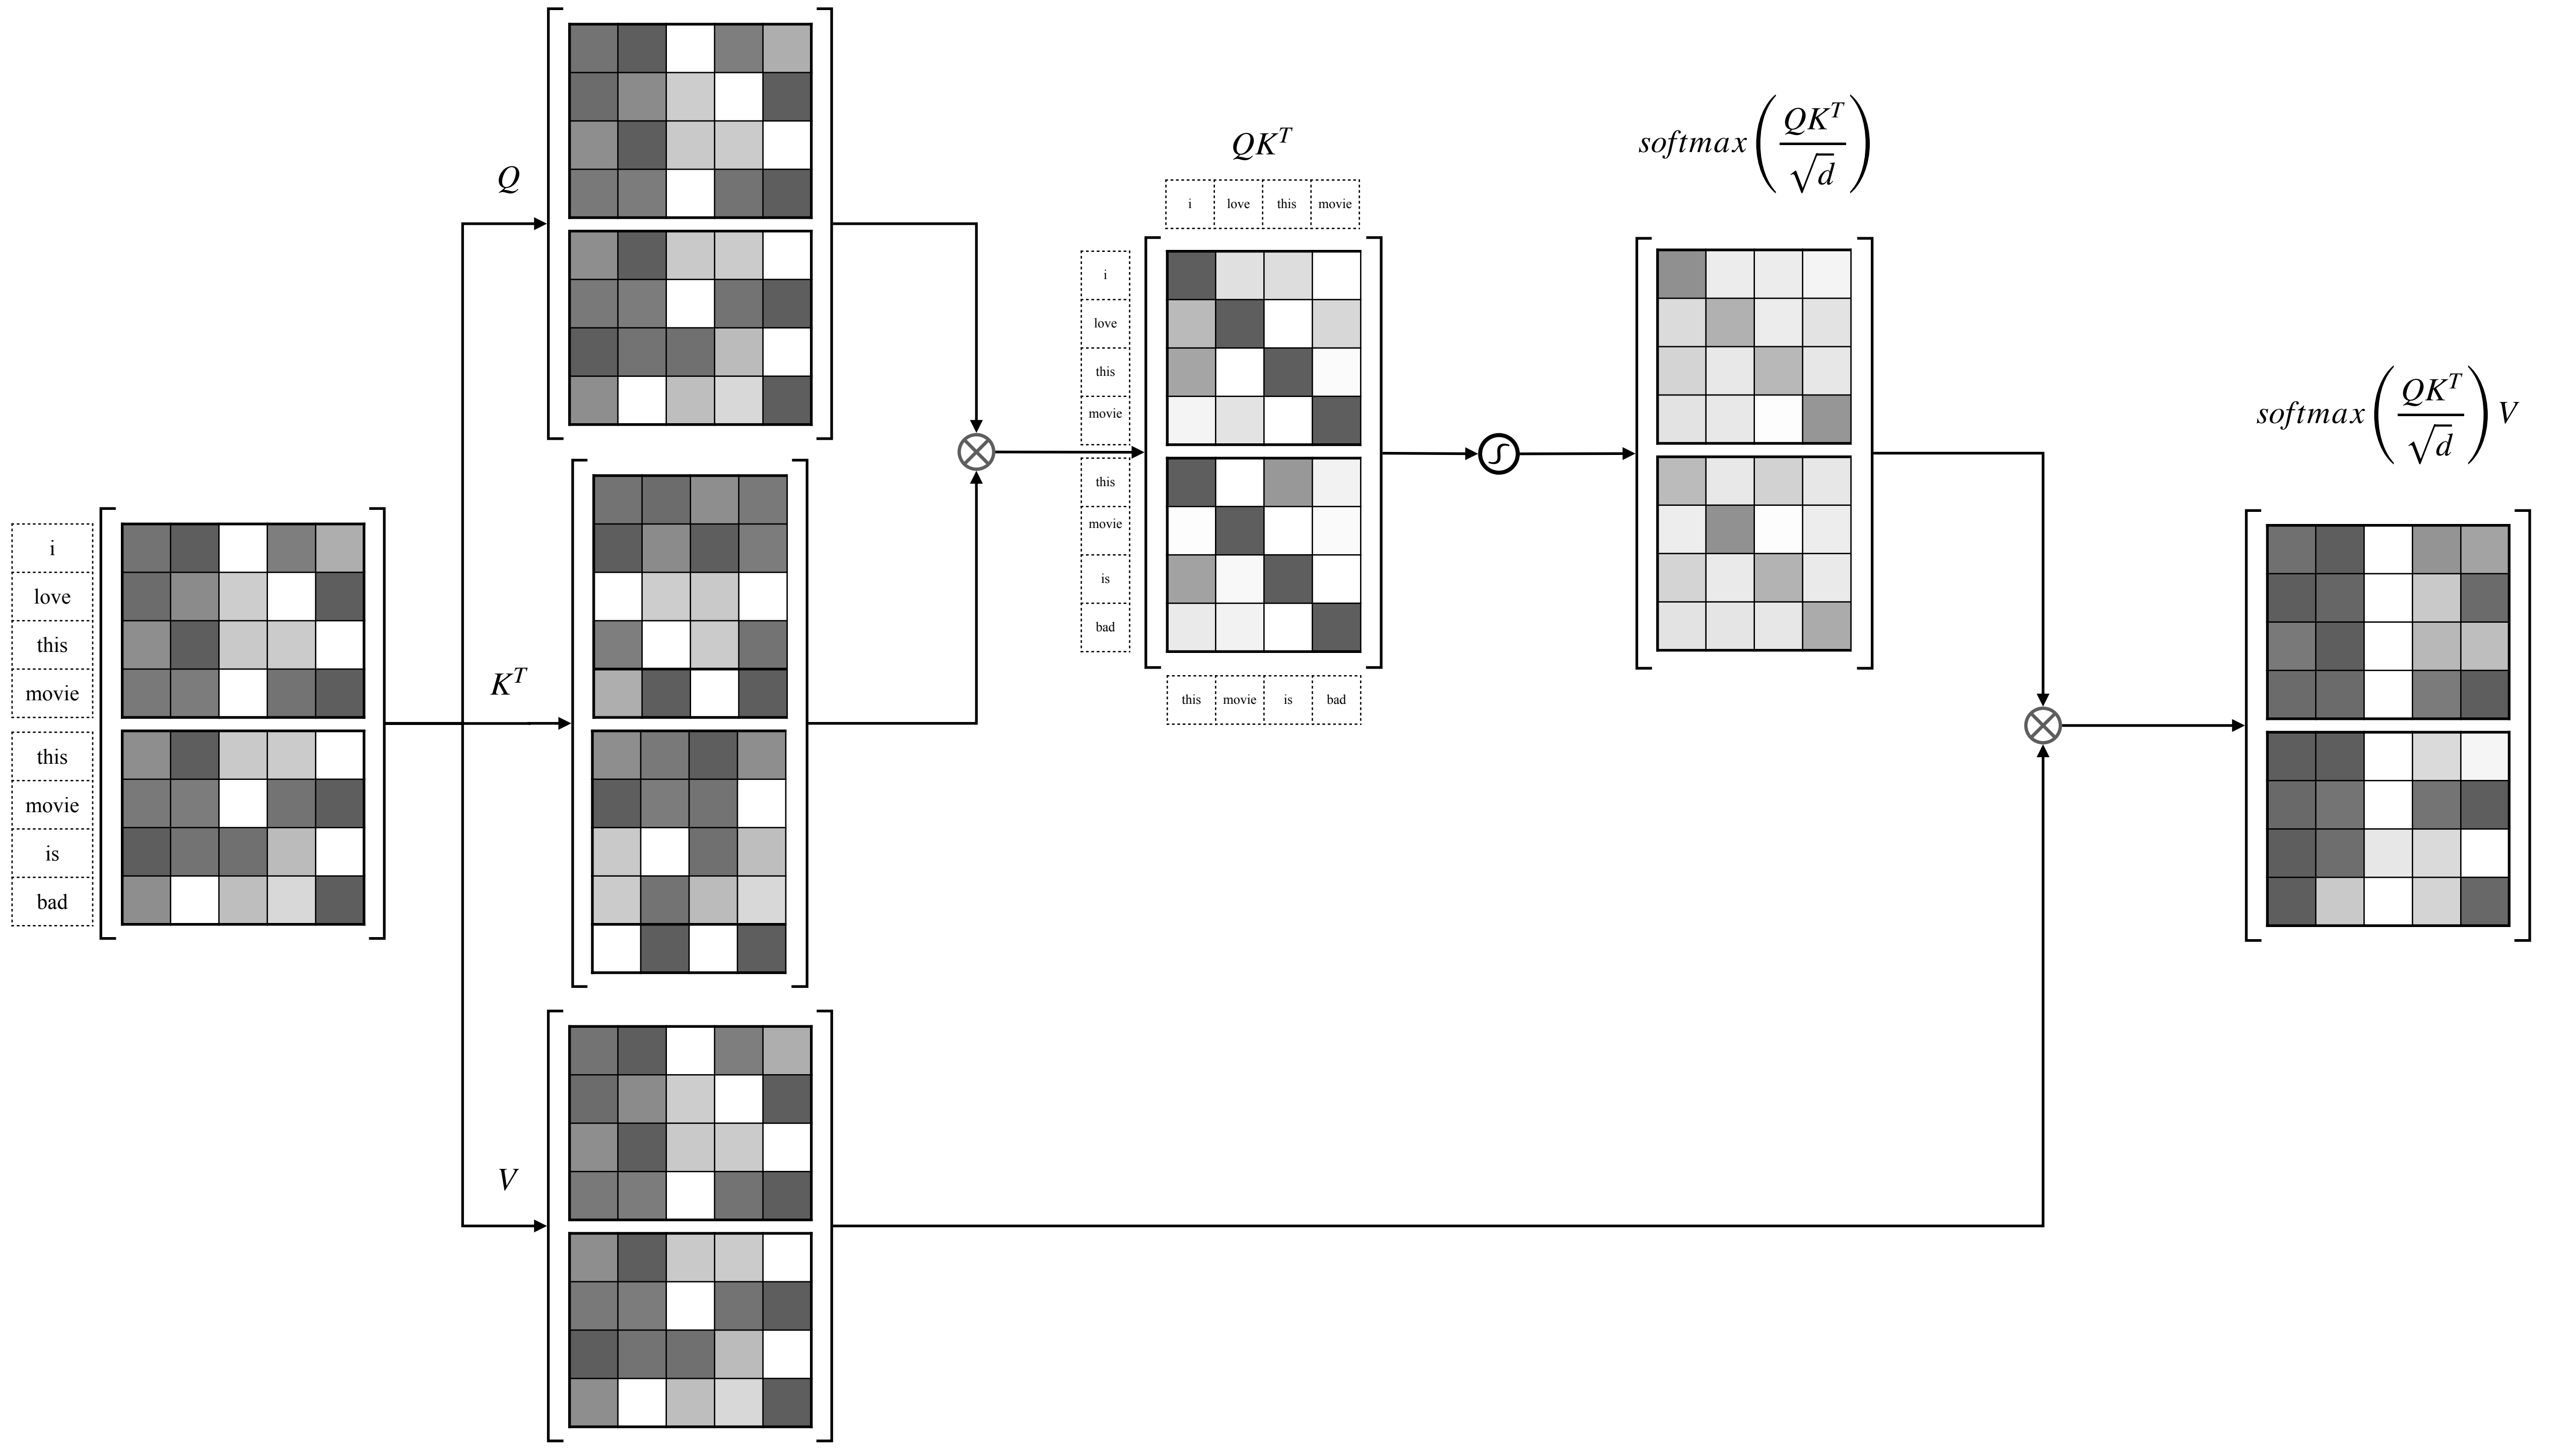 i
love
this
movie
this
movie
is
bad
Q
K^T
V
QK^T
i love this movie
i
love
this
movie
this
movie
is
bad
this movie is bad
softmax(QK^T/√d)
softmax(QK^T/√d)V